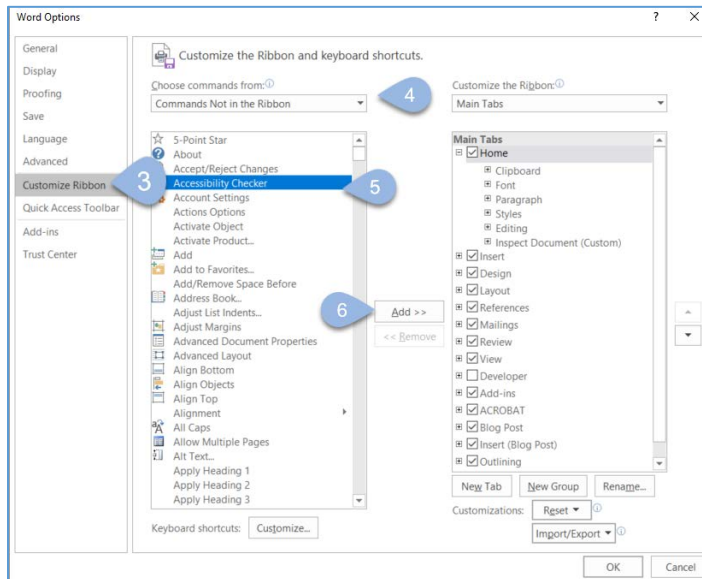 Word Options
?
General
Display
Proofing
Save
Language
Advanced
Customize Ribbon
Quick Access Toolbar
Add-ins
Trust Center
3
Customize the Ribbon and keyboard shortcuts.
Choose commands from:
Commands Not in the Ribbon
4
5-Point Star
About
Accept/Reject Changes
Accessibility Checker
Account Settings
Actions Options
Activate Object
Activate Product...
Add
Add to Favorites...
Add/Remove Space Before
Address Book...
Adjust List Indents...
Adjust Margins
Advanced Document Properties
Advanced Layout
Align Bottom
Align Objects
Align Top
Alignment
All Caps
Allow Multiple Pages
Alt Text...
Apply Heading 1
Apply Heading 2
Apply Heading 3
5
Keyboard shortcuts: Customize...
6
Add >>
<< Remove
Customize the Ribbon:
Main Tabs
Main Tabs
Home
Clipboard
Font
Paragraph
Styles
Editing
Inspect Document (Custom)
Insert
Design
Layout
References
Mailings
Review
View
Developer
Add-ins
ACROBAT
Blog Post
Insert (Blog Post)
Outlining
New Tab New Group Rename...
Customizations: Reset
Import/Export
OK Cancel